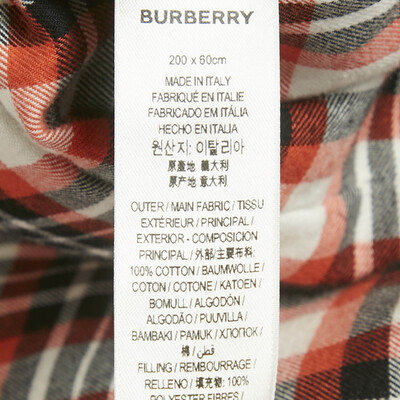 BURBERRY
200 x 60cm
MADE IN ITALY
FABRIQUÉ EN ITALIE
FABRICADO EM ITÁLIA
HECHO EN ITALIA
원산지: 이탈리아
原產地 義大利
原产地 意大利
OUTER / MAIN FABRIC / TISSU
EXTÉRIEUR / PRINCIPAL /
EXTERIOR - COMPOSICIÓN
PRINCIPAL / 外部/主要布料:
100% COTTON / BAUMWOLLE /
COTON / COTONE / KATOEN /
BOMULL / ALGODÓN /
ALGODÃO / PUUVILLA /
BAMBAKI / PAMUK / ХЛОПОК /
棉 / قطن /
FILLING / REMBOURRAGE /
RELLENO / 填充物: 100%
POLYESTER FIBRES /